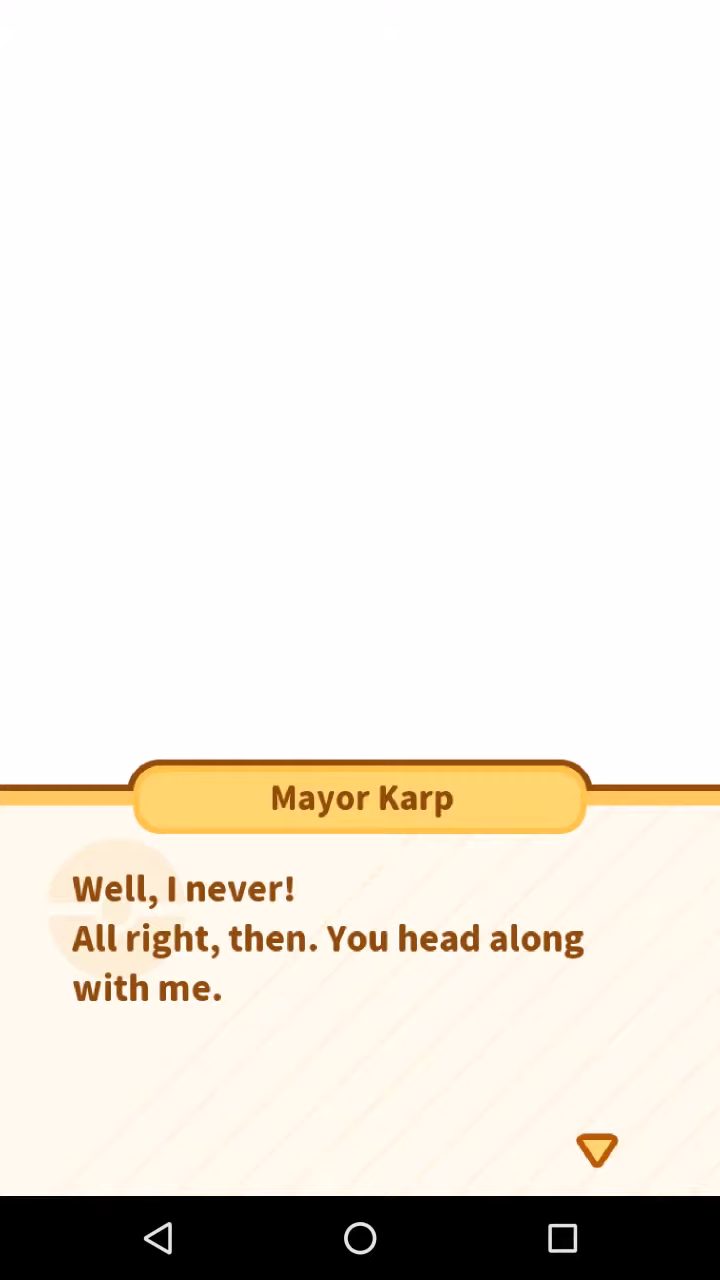 Mayor Karp
Well, I never!
All right, then. You head along
with me.